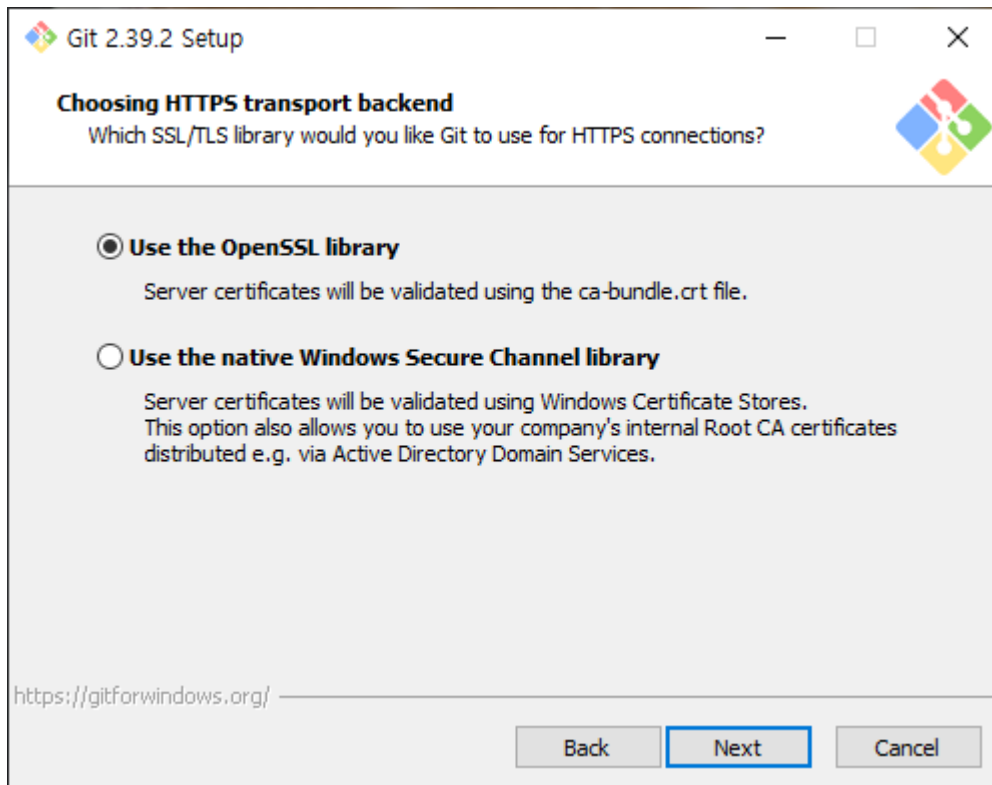 Git 2.39.2 Setup
Choosing HTTPS transport backend
Which SSL/TLS library would you like Git to use for HTTPS connections?
Use the OpenSSL library
Server certificates will be validated using the ca-bundle.crt file.
Use the native Windows Secure Channel library
Server certificates will be validated using Windows Certificate Stores.
This option also allows you to use your company's internal Root CA certificates
distributed e.g. via Active Directory Domain Services.
https://gitforwindows.org/
Back Next Cancel